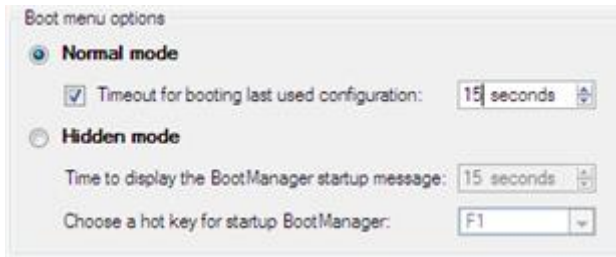 Boot menu options
Normal mode
Timeout for booting last used configuration: 15 seconds
Hidden mode
Time to display the BootManager startup message: 15 seconds
Choose a hot key for startup BootManager: F1